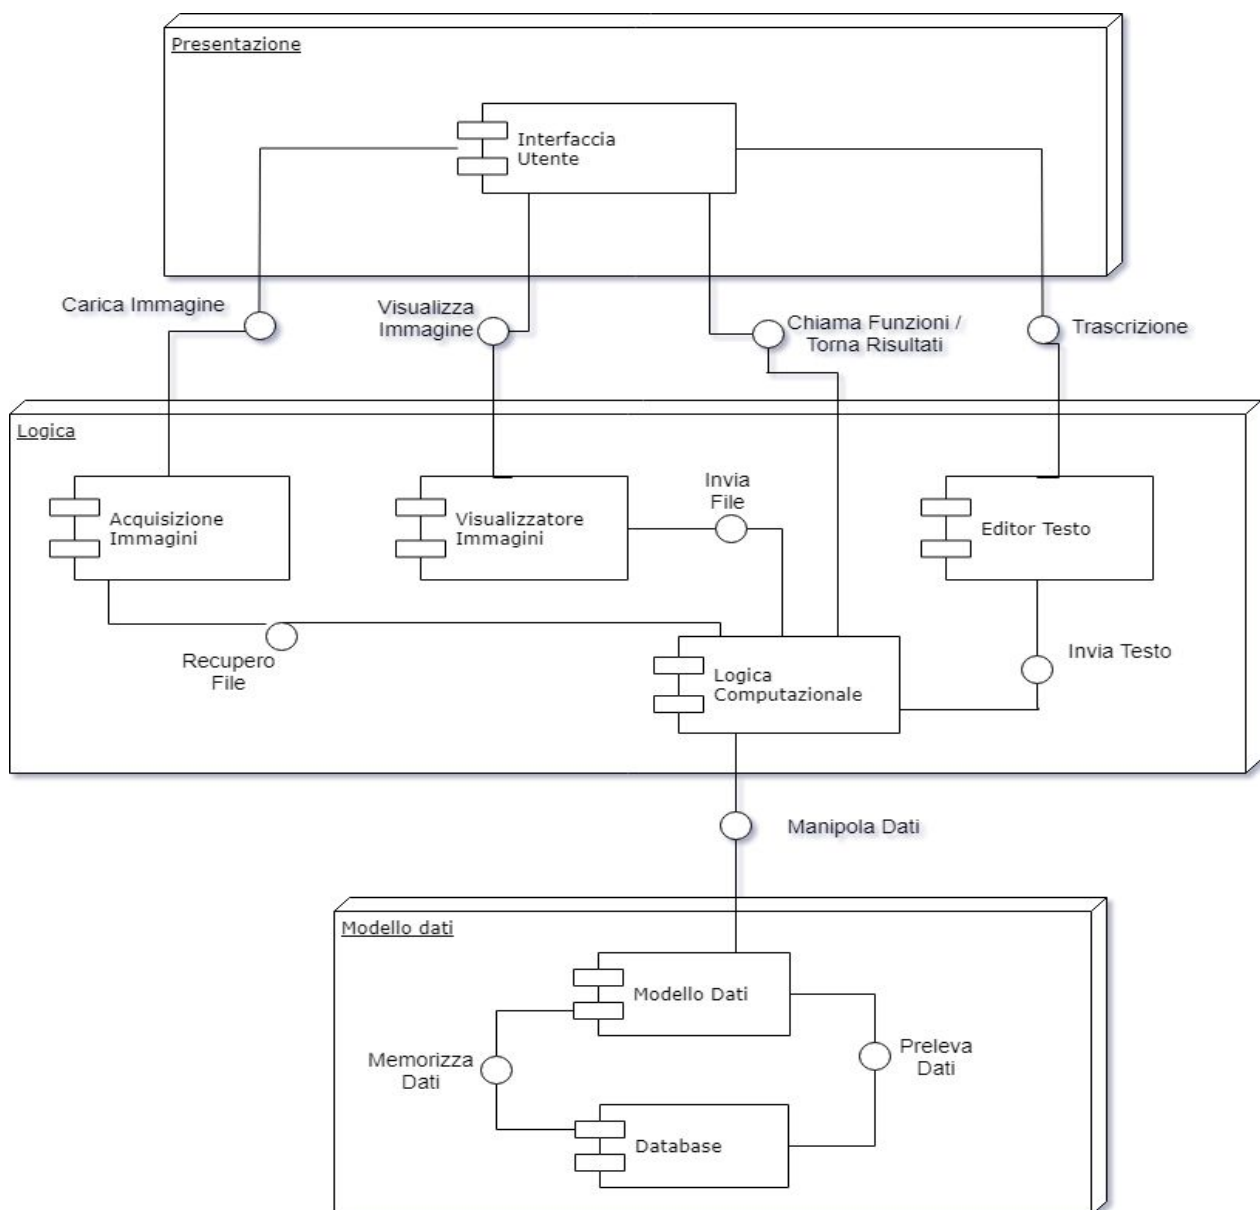 Presentazione
Interfaccia
Utente
Carica Immagine
Visualizza
Immagine
Chiama Funzioni /
Torna Risultati
Trascrizione
Logica
Acquisizione
Immagini
Visualizzatore
Immagini
Invia
File
Editor Testo
Recupero
File
Logica
Computazionale
Invia Testo
Manipola Dati
Modello dati
Modello Dati
Memorizza
Dati
Preleva
Dati
Database